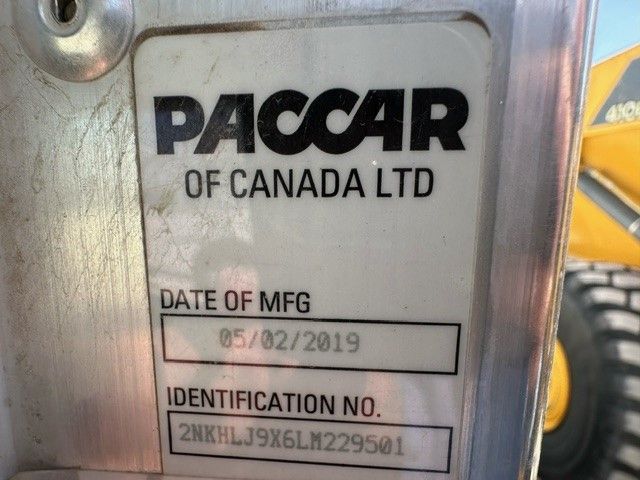 PACCAR
OF CANADA LTD
DATE OF MFG
05/02/2019
IDENTIFICATION NO.
2NKHLJ9X6LM229501